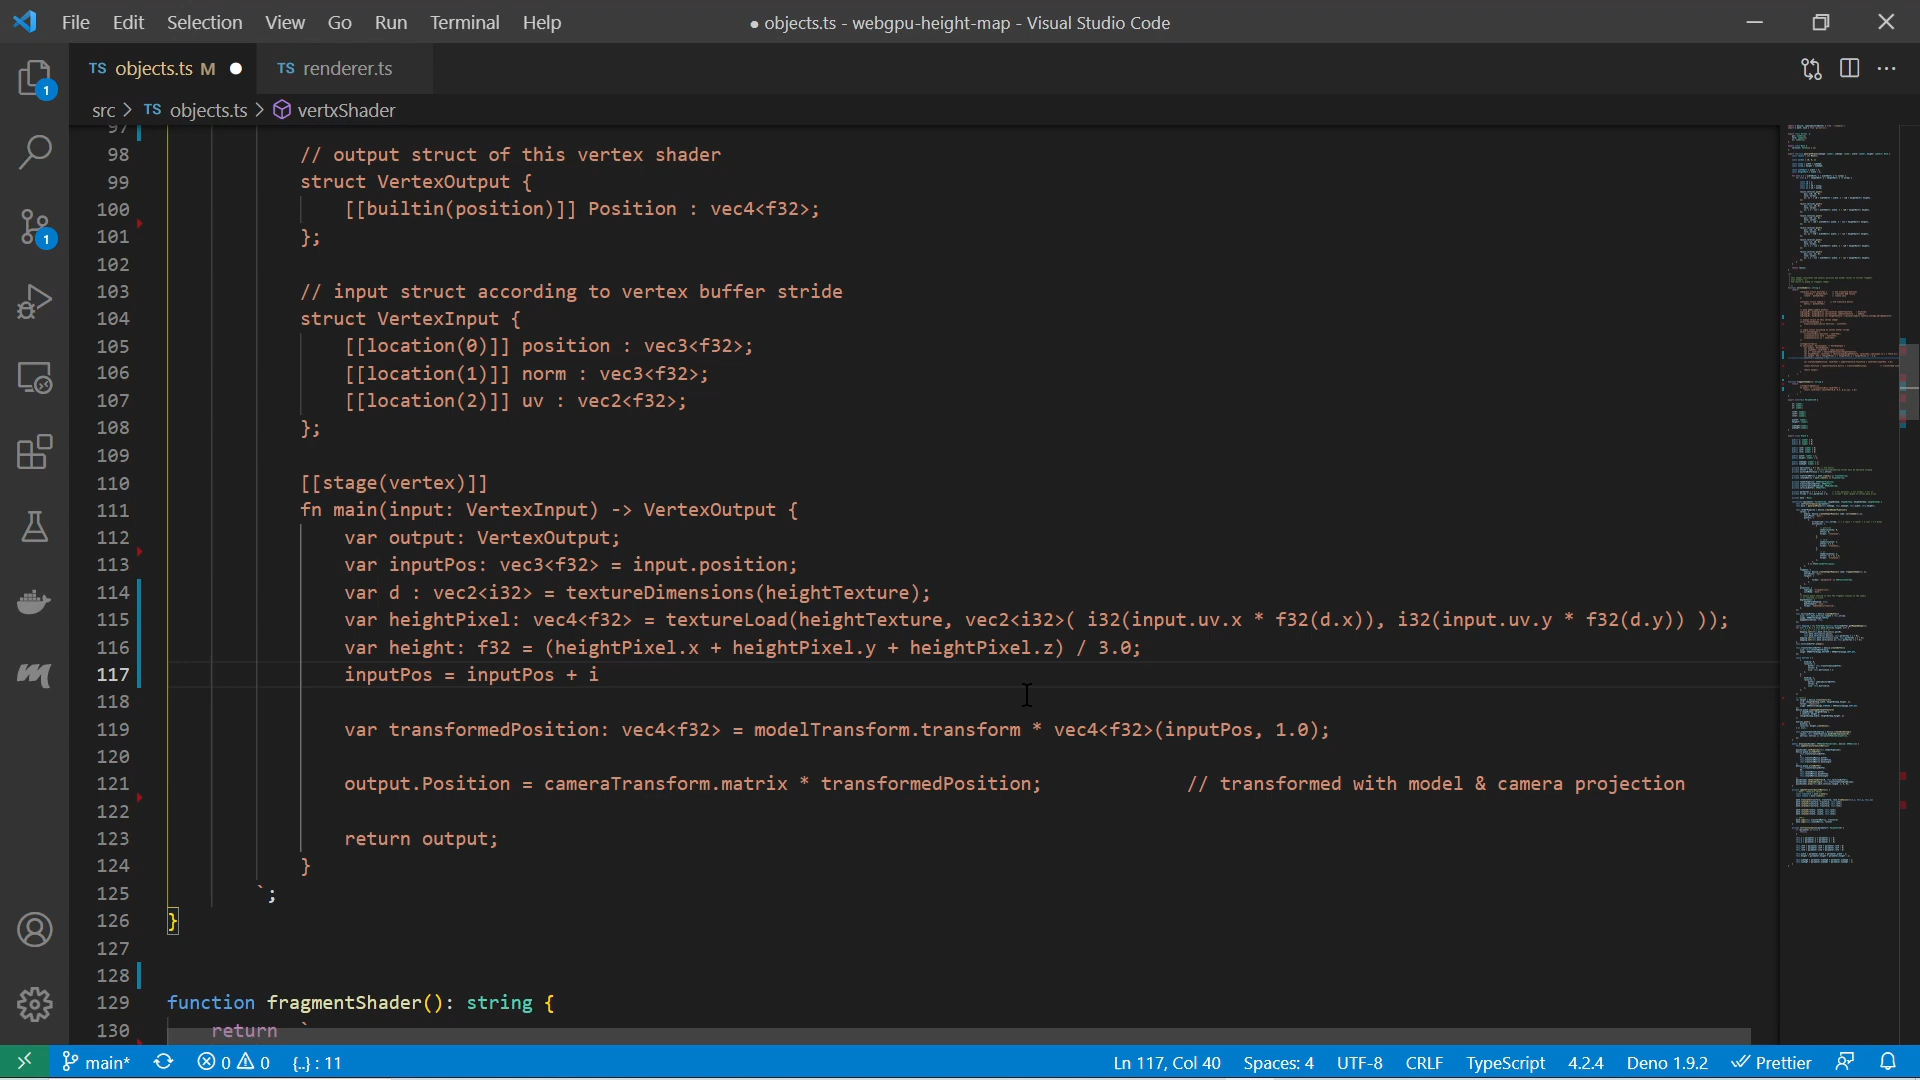 File Edit Selection View Go Run Terminal Help
● objects.ts - webgpu-height-map - Visual Studio Code
TS objects.ts M ●
TS renderer.ts
src > TS objects.ts > vertxShader
97
98 // output struct of this vertex shader
99 struct VertexOutput {
100 [[builtin(position)]] Position : vec4<f32>;
101 };
102
103 // input struct according to vertex buffer stride
104 struct VertexInput {
105 [[location(0)]] position : vec3<f32>;
106 [[location(1)]] norm : vec3<f32>;
107 [[location(2)]] uv : vec2<f32>;
108 };
109
110 [[stage(vertex)]]
111 fn main(input: VertexInput) -> VertexOutput {
112 var output: VertexOutput;
113 var inputPos: vec3<f32> = input.position;
114 var d : vec2<i32> = textureDimensions(heightTexture);
115 var heightPixel: vec4<f32> = textureLoad(heightTexture, vec2<i32>( i32(input.uv.x * f32(d.x)), i32(input.uv.y * f32(d.y)) ));
116 var height: f32 = (heightPixel.x + heightPixel.y + heightPixel.z) / 3.0;
117 inputPos = inputPos + i
118
119 var transformedPosition: vec4<f32> = modelTransform.transform * vec4<f32>(inputPos, 1.0);
120
121 output.Position = cameraTransform.matrix * transformedPosition; // transformed with model & camera projection
122
123 return output;
124 }
125 `;
126 }
127
128
129 function fragmentShader(): string {
130 return `
1
1
main* 0 0 {..} : 11
Ln 117, Col 40 Spaces: 4 UTF-8 CRLF TypeScript 4.2.4 Deno 1.9.2 Prettier